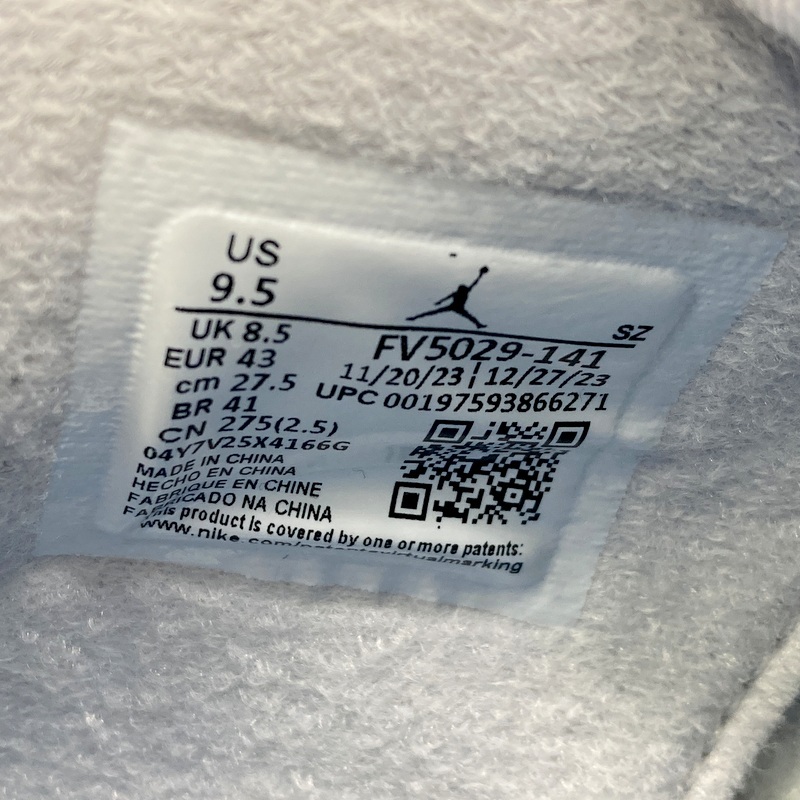 US
9.5
UK 8.5
EUR 43
cm 27.5
BR 41
CN 275(2.5)
04Y7V25X4166G
MADE IN CHINA
HECHO EN CHINA
FABRIQUE EN CHINE
FABRICADO NA CHINA
SZ
FV5029-141
11/20/23 12/27/23
UPC 00197593866271
This product is covered by one or more patents:
www.nike.com/patentsvirtualmarking